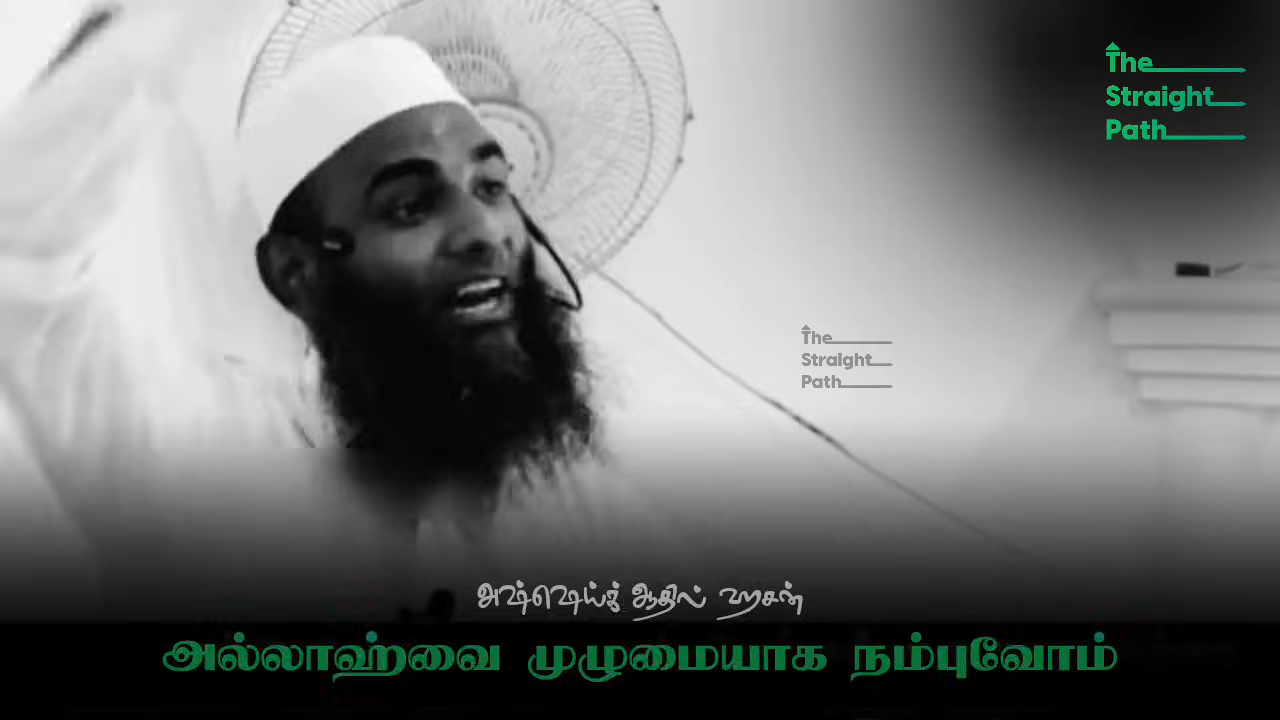 The
Straight
Path
The
Straight
Path
அஷ்ஷெய்க் ஆதில் ஹசன்
அல்லாஹ்வை முழுமையாக நம்புவோம்